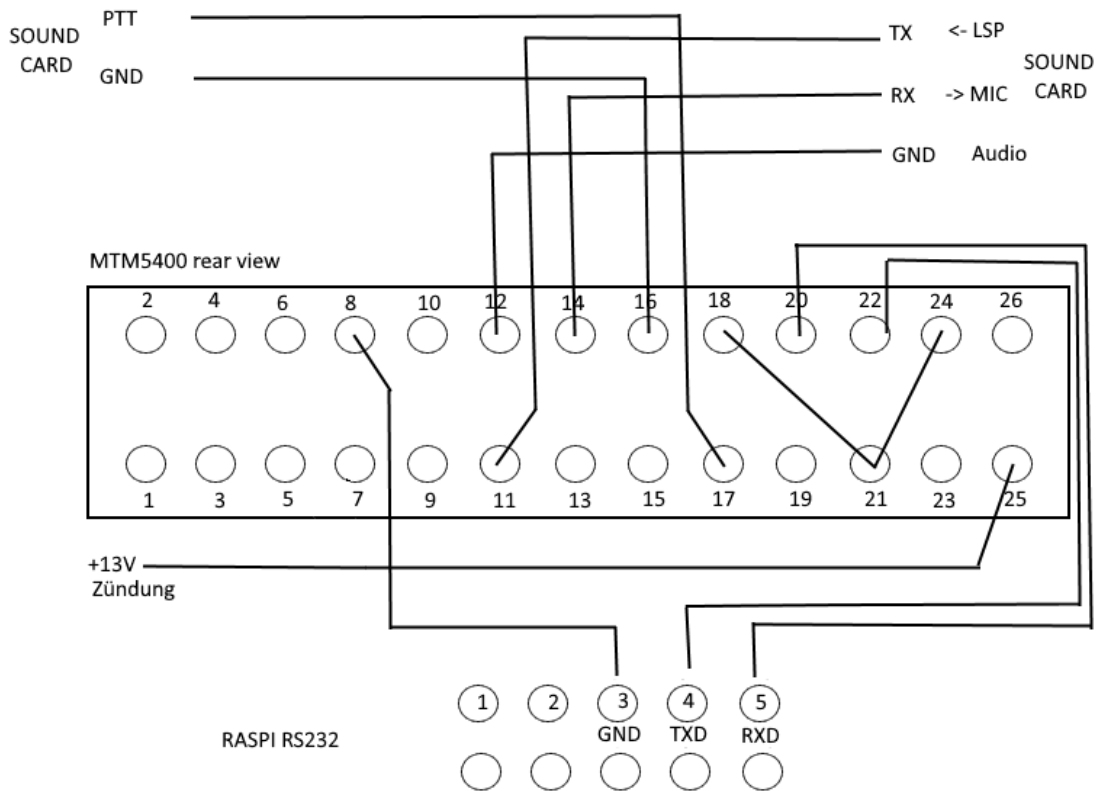 PTT
SOUND
CARD
GND
TX <- LSP
SOUND
CARD
RX -> MIC
GND Audio
MTM5400 rear view
2 4 6 8 10 12 14 16 18 20 22 24 26
1 3 5 7 9 11 13 15 17 19 21 23 25
+13V
Zündung
1 2 3 4 5
GND TXD RXD
RASPI RS232